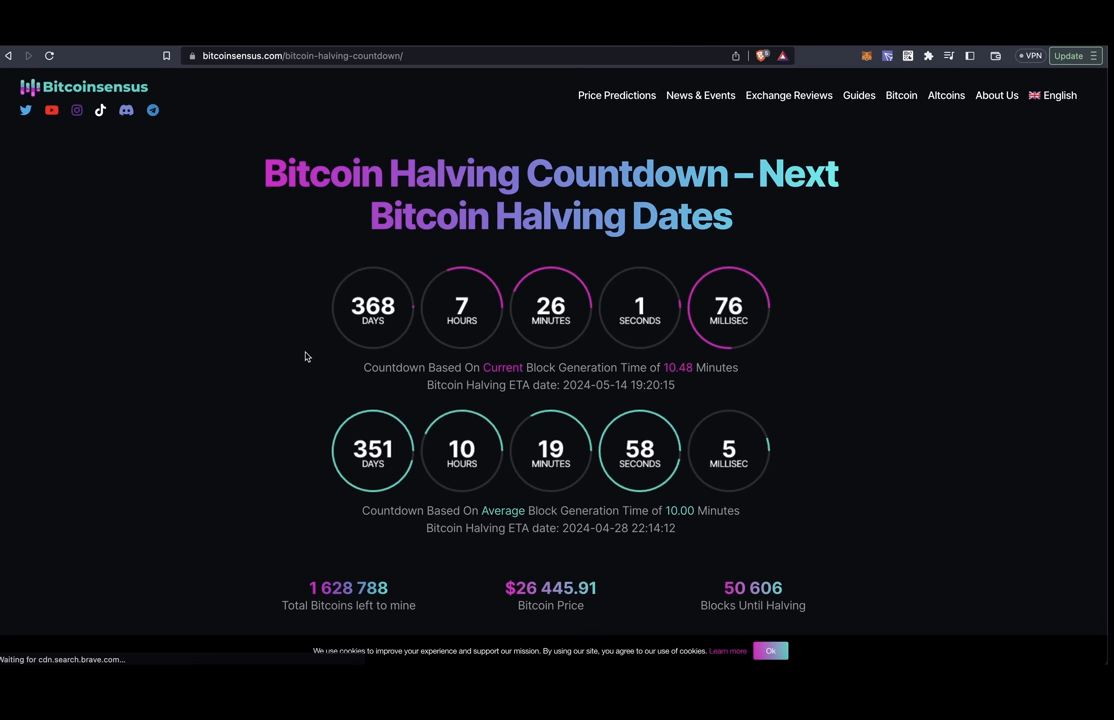 bitcoinsensus.com/bitcoin-halving-countdown/
VPN
Update
Bitcoinsensus
Price Predictions News & Events Exchange Reviews Guides Bitcoin Altcoins About Us English
Bitcoin Halving Countdown – Next
Bitcoin Halving Dates
368 7 26 1 76
DAYS HOURS MINUTES SECONDS MILLISEC
Countdown Based On Current Block Generation Time of 10.48 Minutes
Bitcoin Halving ETA date: 2024-05-14 19:20:15
351 10 19 58 5
DAYS HOURS MINUTES SECONDS MILLISEC
Countdown Based On Average Block Generation Time of 10.00 Minutes
Bitcoin Halving ETA date: 2024-04-28 22:14:12
1 628 788 $26 445.91 50 606
Total Bitcoins left to mine Bitcoin Price Blocks Until Halving
We use cookies to improve your experience and support our mission. By using our site, you agree to our use of cookies. Learn more Ok
Waiting for cdn.search.brave.com...